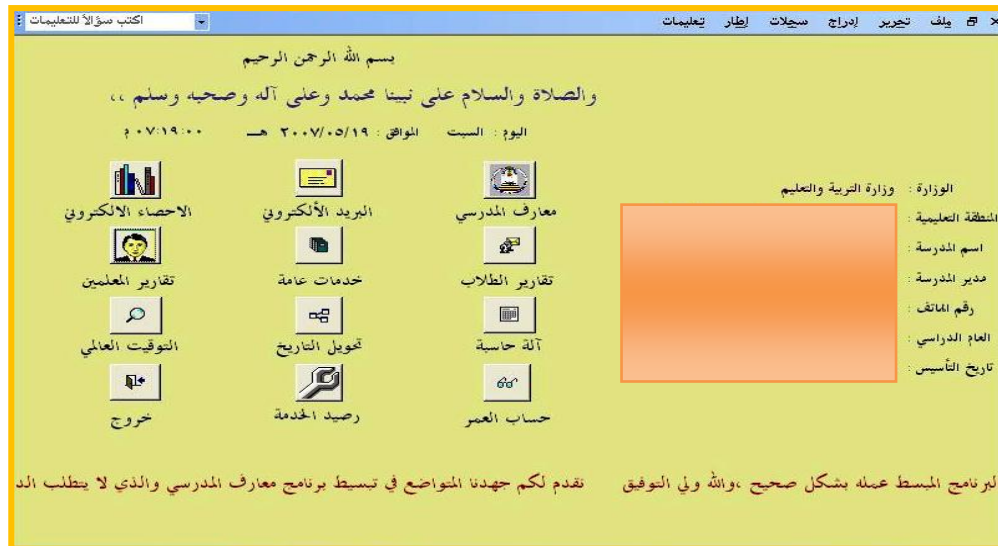 ملف تحرير إدراج سجلات إطار تعليمات اكتب سؤالاً للتعليمات
بسم الله الرحمن الرحيم
والصلاة والسلام على نبينا محمد وعلى آله وصحبه وسلم ،،
اليوم : السبت الموافق : ٢٠٠٧/٠٥/١٩ هـ ٠٧:١٩:٠٠ م
الوزارة : وزارة التربية والتعليم
المنطقة التعليمية :
اسم المدرسة :
مدير المدرسة :
رقم الهاتف :
العام الدراسي :
تاريخ التأسيس :
معارف المدرسي البريد الألكتروني الاحصاء الالكتروني
تقارير الطلاب خدمات عامة تقارير المعلمين
آلة حاسبة تحويل التاريخ التوقيت العالمي
حساب العمر رصيد الخدمة خروج
لبرنامج المبسط عمله بشكل صحيح ،والله ولي التوفيق نقدم لكم جهدنا المتواضع في تبسيط برنامج معارف المدرسي والذي لا يتطلب الد